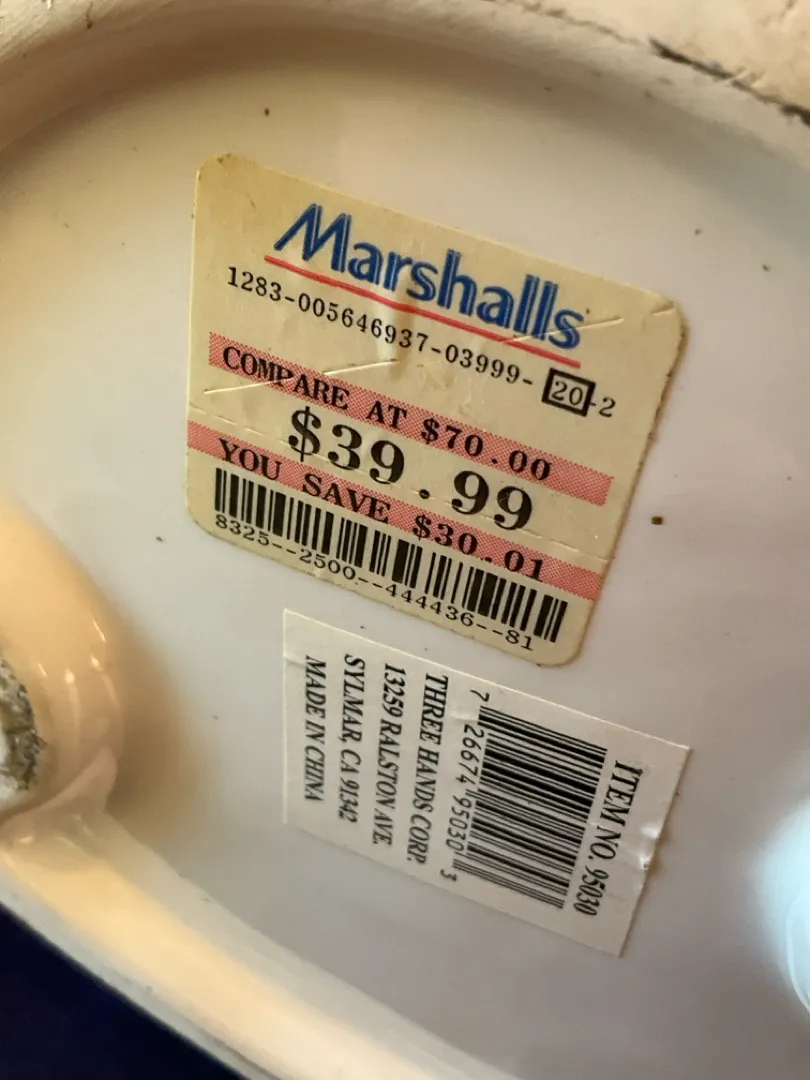 Marshalls
1283-005646937-03999-20-2
COMPARE AT $70.00
$39.99
YOU SAVE $30.01
8325--2500--444436--81
ITEM NO. 95030
7 26674 95030 3
THREE HANDS CORP.
13259 RALSTON AVE.
SYLMAR, CA 91342
MADE IN CHINA